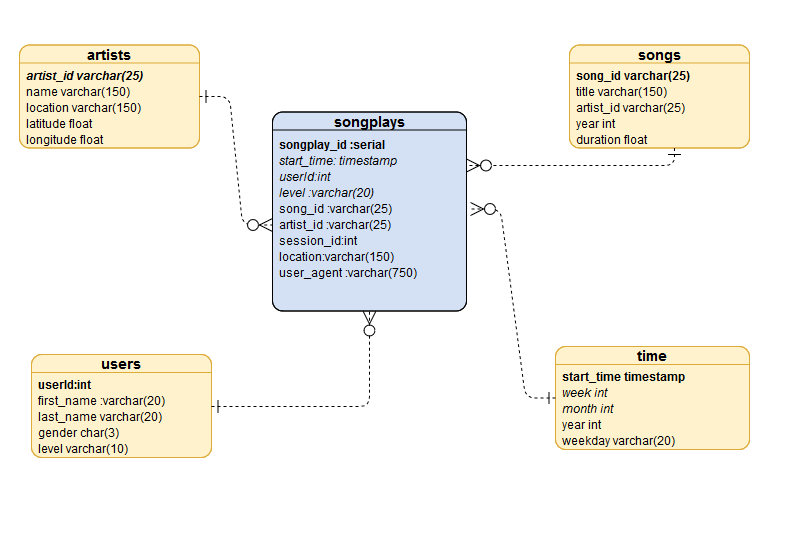 artists
artist_id varchar(25)
name varchar(150)
location varchar(150)
latitude float
longitude float
songs
song_id varchar(25)
title varchar(150)
artist_id varchar(25)
year int
duration float
songplays
songplay_id :serial
start_time: timestamp
userId:int
level :varchar(20)
song_id :varchar(25)
artist_id :varchar(25)
session_id:int
location:varchar(150)
user_agent :varchar(750)
users
userId:int
first_name :varchar(20)
last_name varchar(20)
gender char(3)
level varchar(10)
time
start_time timestamp
week int
month int
year int
weekday varchar(20)